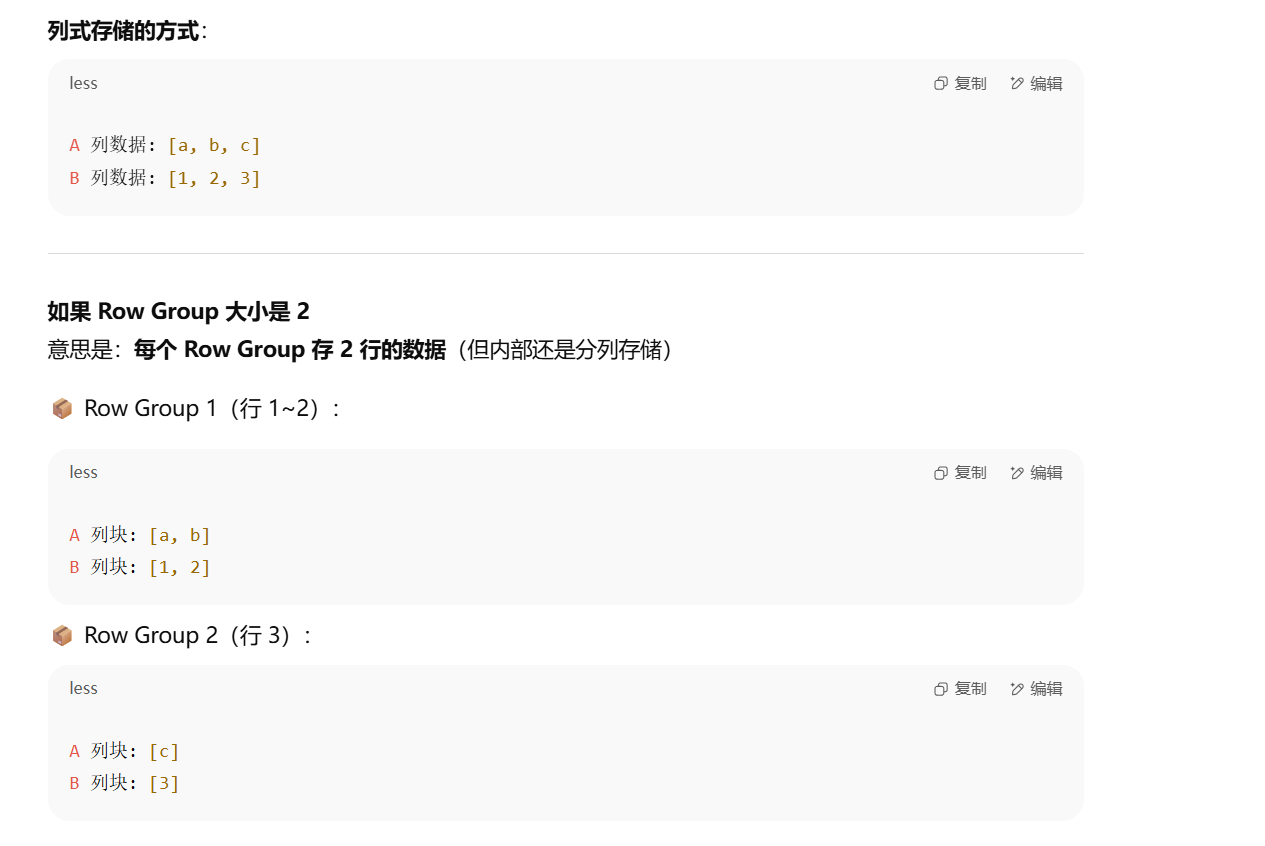 列式存储的方式：
less
复制
编辑
A 列数据: [a, b, c]
B 列数据: [1, 2, 3]
如果 Row Group 大小是 2
意思是：每个 Row Group 存 2 行的数据（但内部还是分列存储）
📦 Row Group 1（行 1~2）：
less
复制
编辑
A 列块: [a, b]
B 列块: [1, 2]
📦 Row Group 2（行 3）：
less
复制
编辑
A 列块: [c]
B 列块: [3]